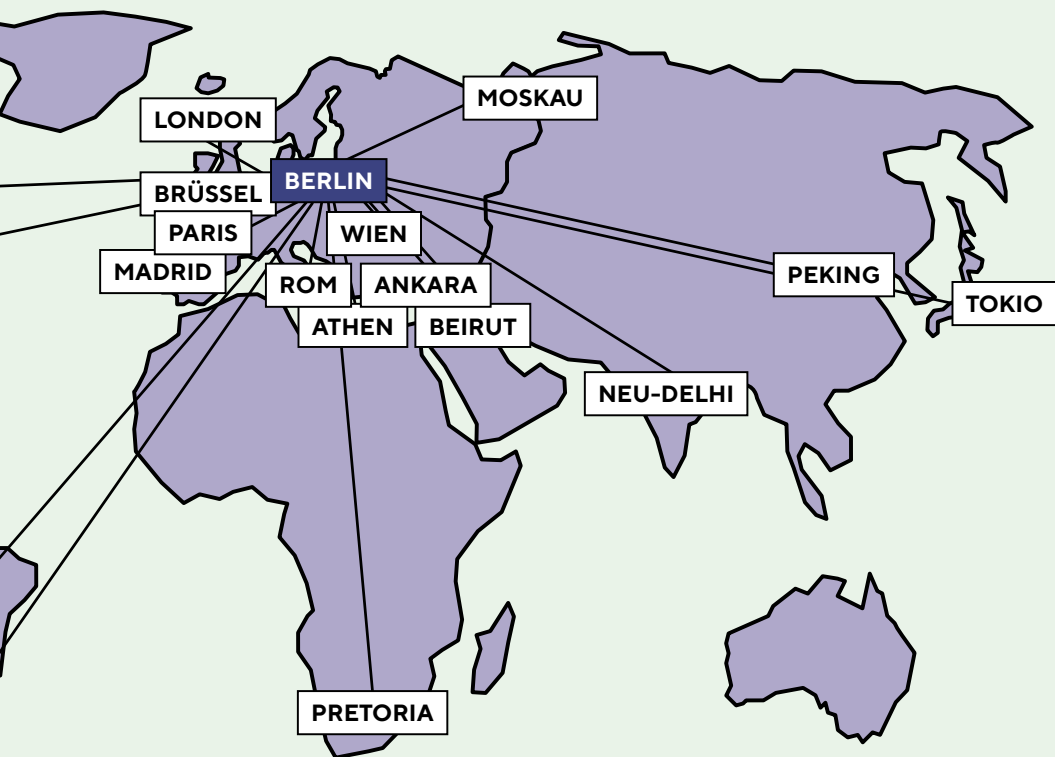 MOSKAU
LONDON
BERLIN
BRÜSSEL
PARIS
WIEN
MADRID
ROM
ANKARA
PEKING
TOKIO
ATHEN
BEIRUT
NEU-DELHI
PRETORIA